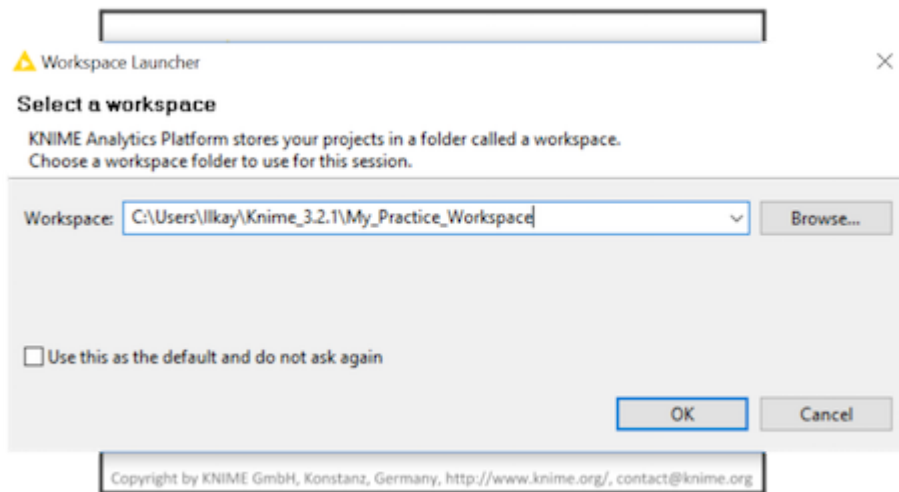 Workspace Launcher
Select a workspace
KNIME Analytics Platform stores your projects in a folder called a workspace.
Choose a workspace folder to use for this session.
Workspace: C:\Users\Ilkay\Knime_3.2.1\My_Practice_Workspace Browse...
Use this as the default and do not ask again
OK Cancel
Copyright by KNIME GmbH, Konstanz, Germany, http://www.knime.org/, contact@knime.org